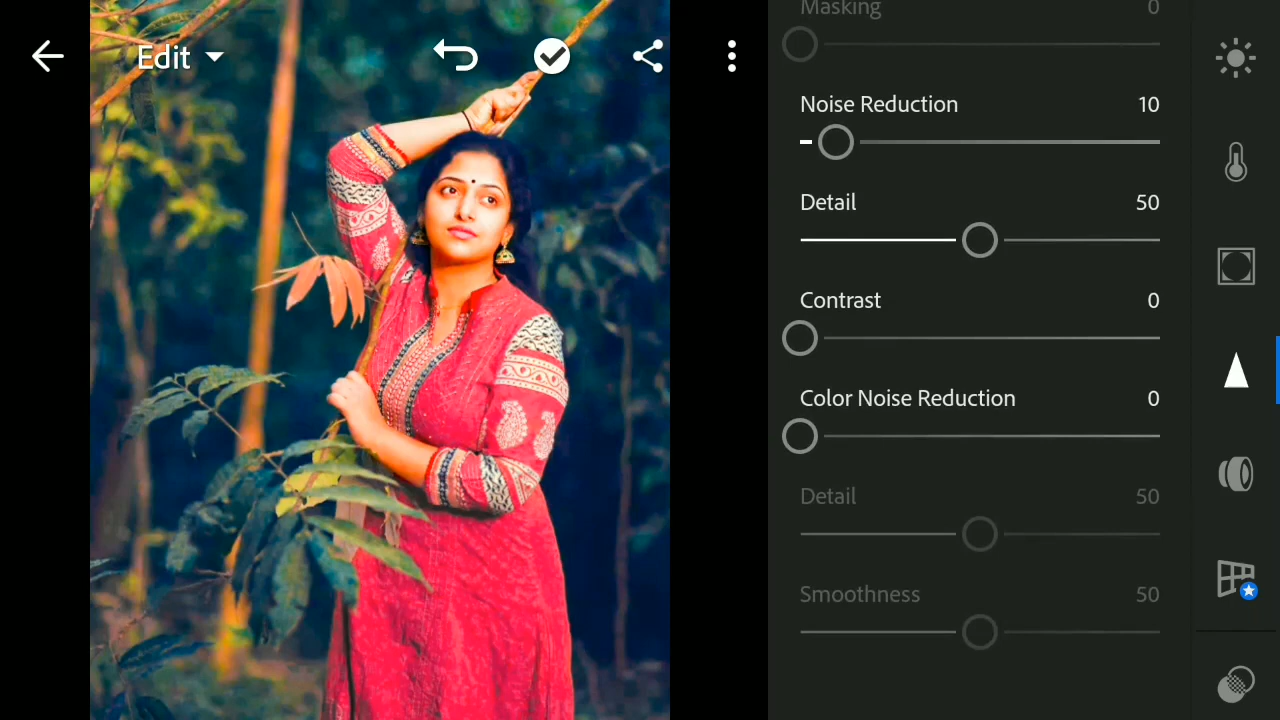 Masking 0
Edit
Noise Reduction 10
Detail 50
Contrast 0
Color Noise Reduction 0
Detail 50
Smoothness 50